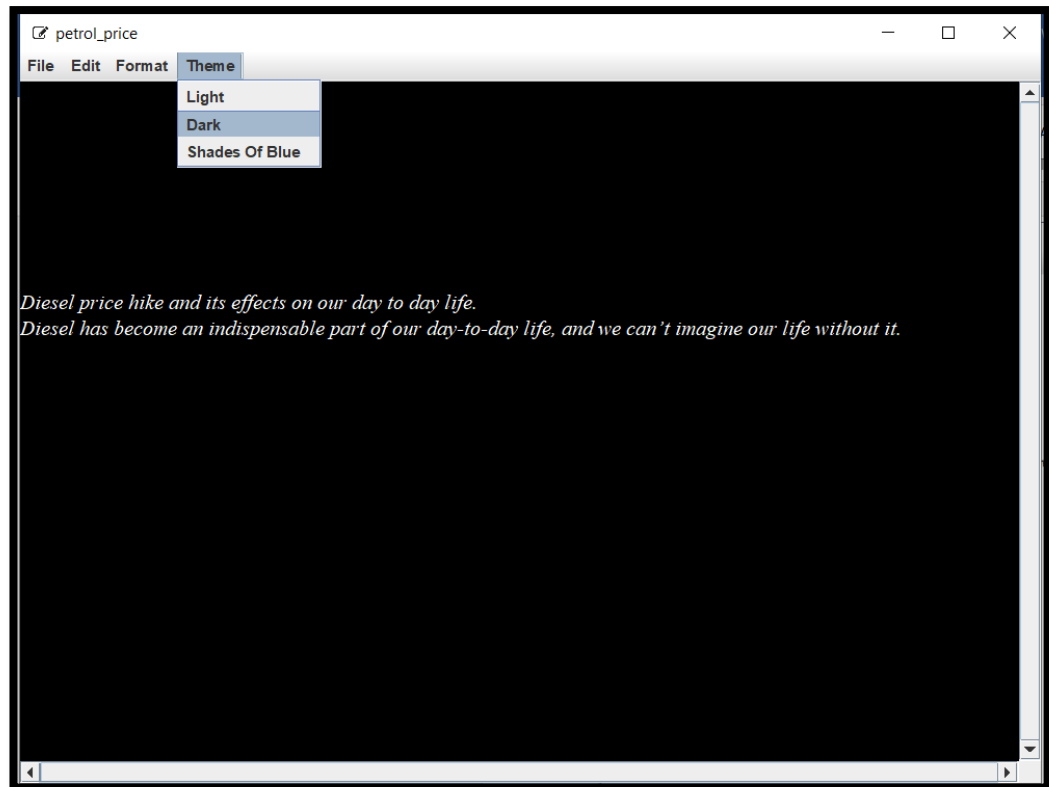 petrol_price
File Edit Format Theme
Light
Dark
Shades Of Blue
Diesel price hike and its effects on our day to day life.
Diesel has become an indispensable part of our day-to-day life, and we can’t imagine our life without it.